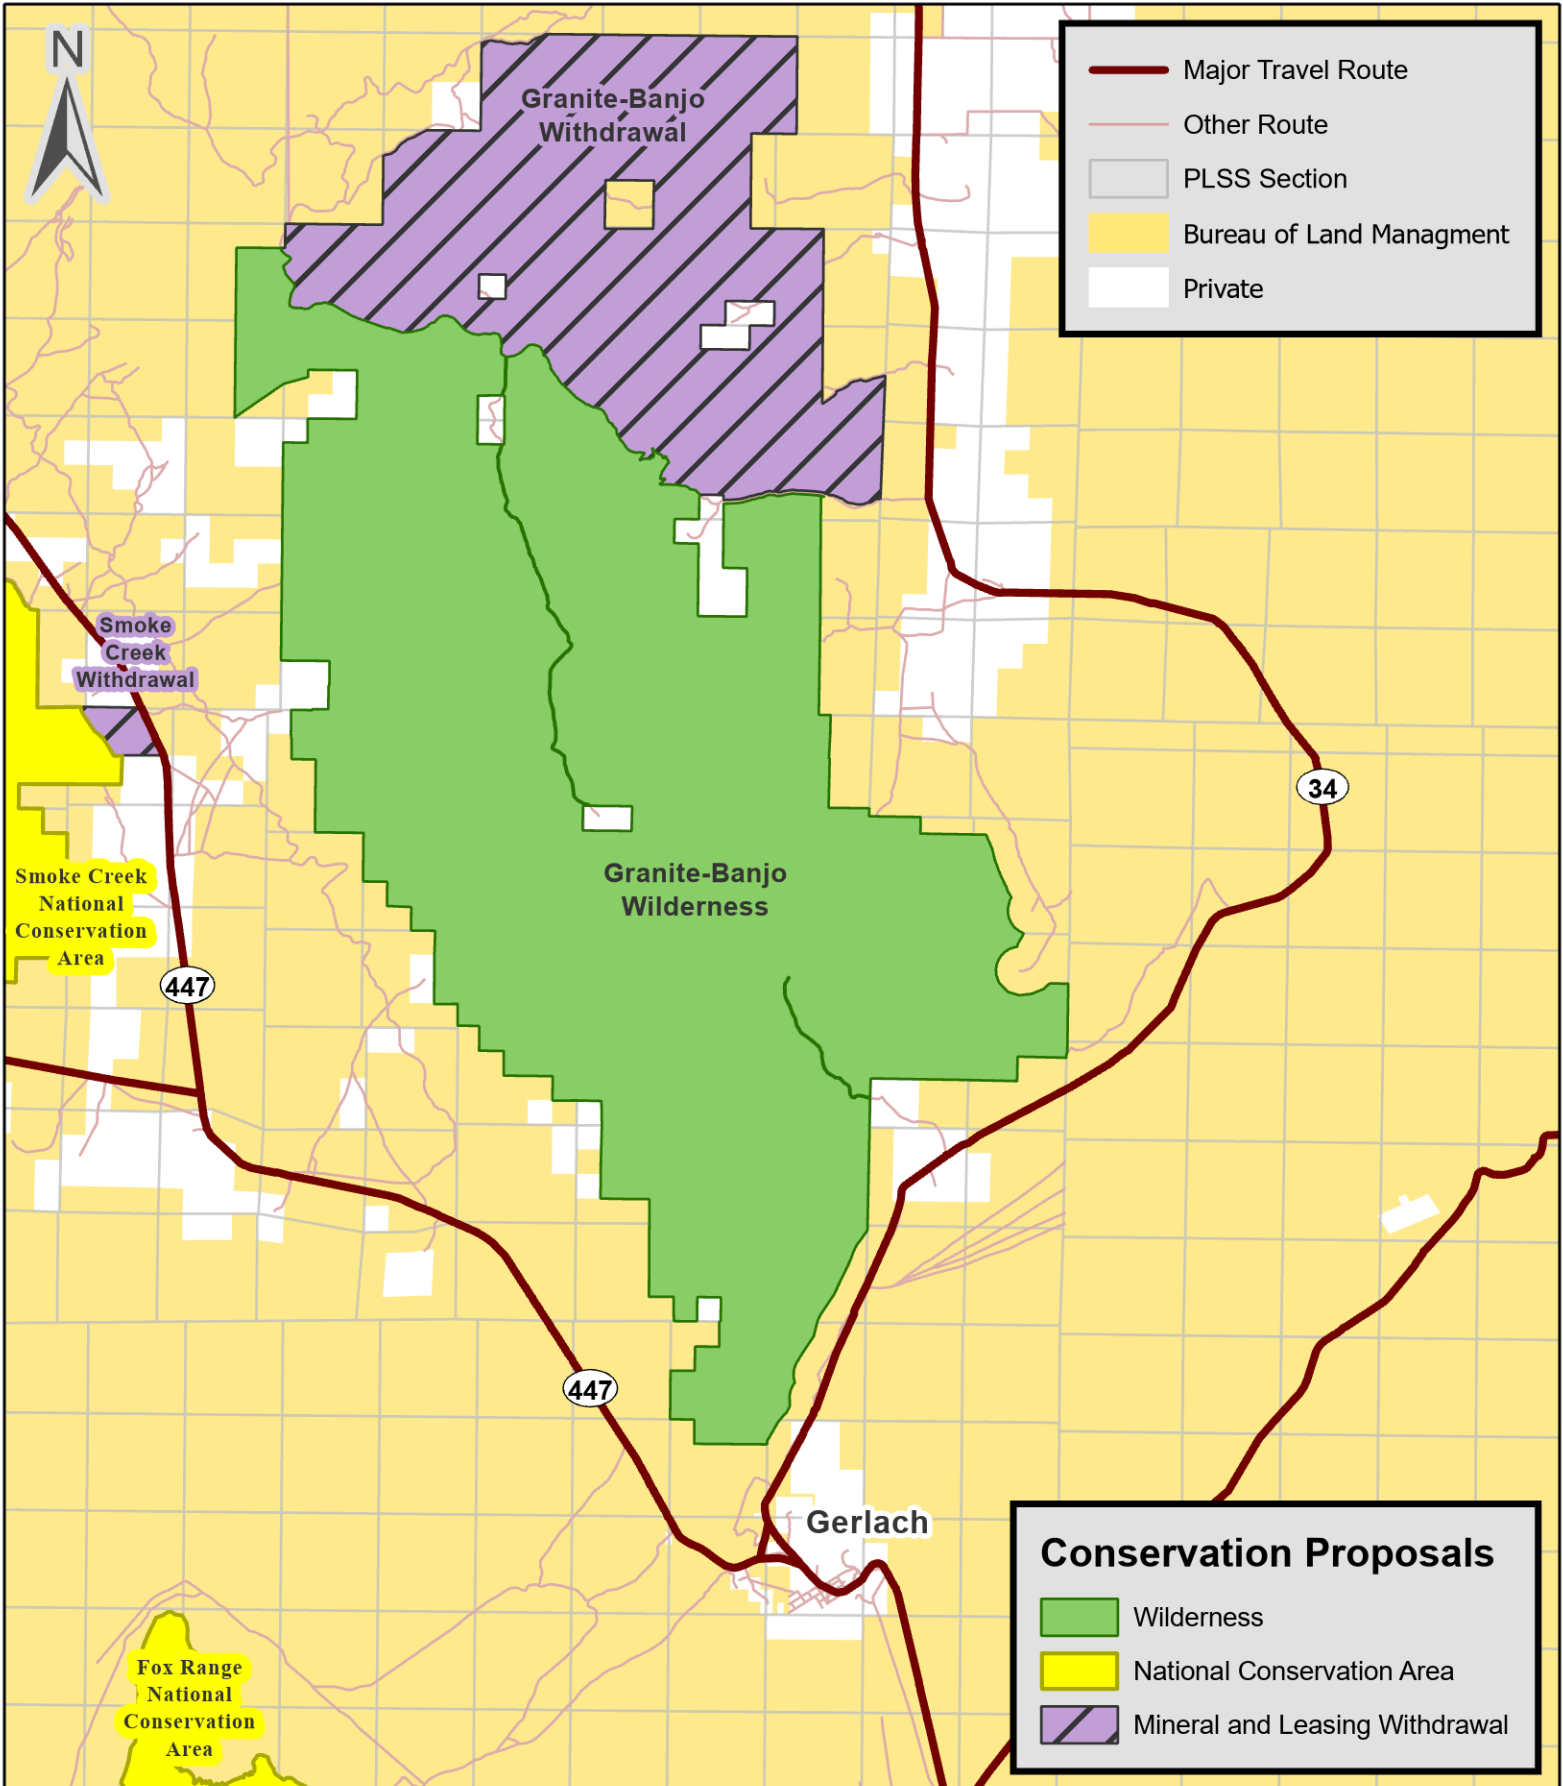 N
Granite-Banjo
Withdrawal
Major Travel Route
Other Route
PLSS Section
Bureau of Land Managment
Private
Smoke
Creek
Withdrawal
34
Granite-Banjo
Wilderness
Smoke Creek
National
Conservation
Area
447
447
Gerlach
Conservation Proposals
Wilderness
National Conservation Area
Mineral and Leasing Withdrawal
Fox Range
National
Conservation
Area